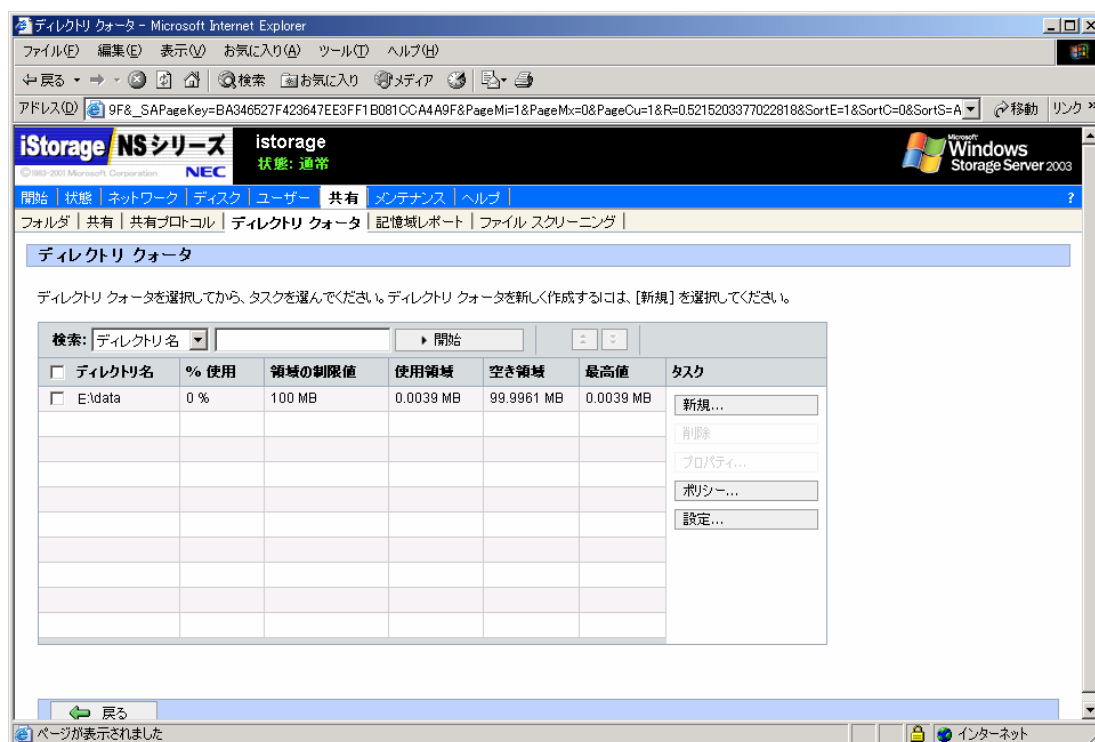 ディレクトリ クォータ - Microsoft Internet Explorer
ファイル(F) 編集(E) 表示(V) お気に入り(A) ツール(T) ヘルプ(H)
戻る 検索 お気に入り メディア
アドレス(D) 9F&_SAPageKey=BA346527F423647EE3FF1B081CCA4A9F&PageMi=1&PageMx=0&PageCu=1&R=0.5215203377022818&SortE=1&SortC=0&SortS=A 移動 リンク »
iStorage NSシリーズ
©1983-2001 Microsoft Corporation NEC
istorage
状態: 通常
Microsoft
Windows
Storage Server 2003
開始 状態 ネットワーク ディスク ユーザー 共有 メンテナンス ヘルプ ?
フォルダ 共有 共有プロトコル ディレクトリ クォータ 記憶域レポート ファイル スクリーニング
ディレクトリ クォータ
ディレクトリ クォータを選択してから、タスクを選んでください。ディレクトリ クォータを新しく作成するには、[新規] を選択してください。
検索: ディレクトリ名 開始
ディレクトリ名 % 使用 領域の制限値 使用領域 空き領域 最高値 タスク
E:\data 0 % 100 MB 0.0039 MB 99.9961 MB 0.0039 MB
新規...
削除
プロパティ...
ポリシー...
設定...
戻る
ページが表示されました インターネット